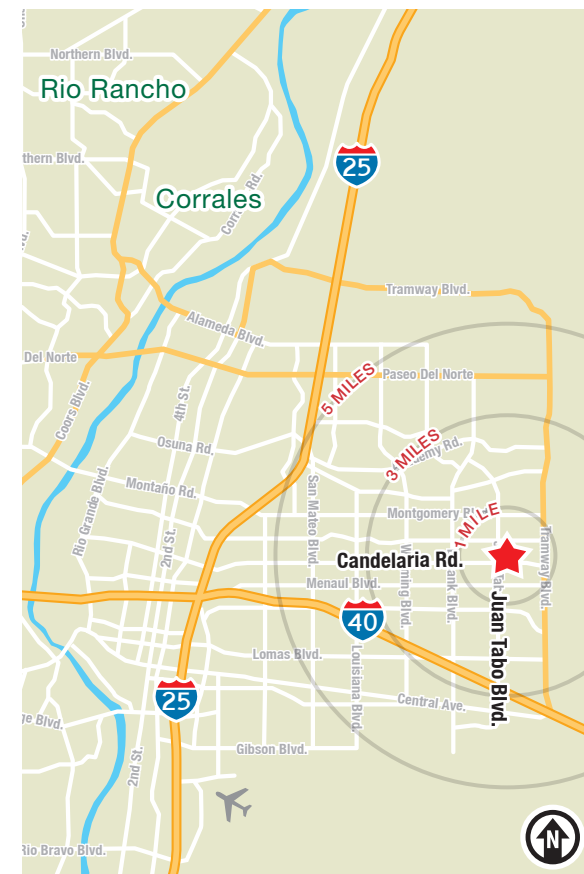 Northern Blvd.
Rio Rancho
25
thern Blvd.
Corrales
Tramway Blvd.
Alameda Blvd.
Del Norte
Paseo Del Norte
5 MILES
Coors Blvd.
4th St.
Osuna Rd.
3 MILES
Montaño Rd.
Rio Grande Blvd.
2nd St.
San Mateo Blvd.
Montgomery
1 MILE
Candelaria Rd.
Tramway Blvd.
Menaul Blvd.
Juan Tabo Blvd.
40
Lomas Blvd.
Louisiana Blvd.
25
Central Ave.
Gibson Blvd.
2nd St.
Rio Bravo Blvd.
N